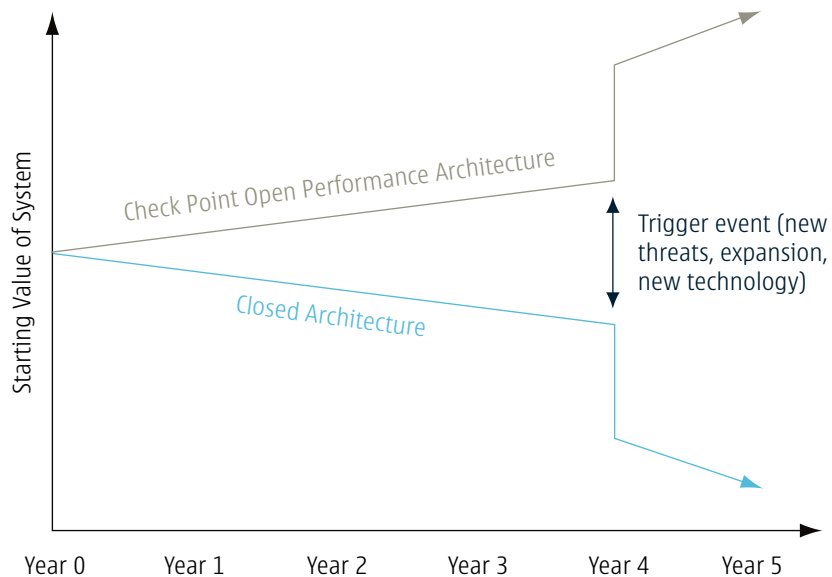 Starting Value of System
Check Point Open Performance Architecture
Closed Architecture
Trigger event (new
threats, expansion,
new technology)
Year 0
Year 1
Year 2
Year 3
Year 4
Year 5